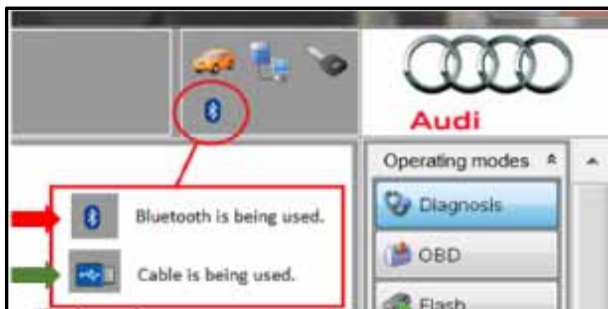 Audi
Operating modes
Diagnosis
OBD
Flash
Bluetooth is being used.
Cable is being used.